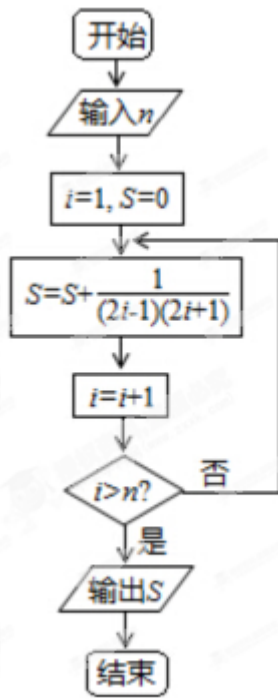 开始
输入n
i=1, S=0
S=S+1/((2i-1)(2i+1))
i=i+1
i>n?
否
是
输出S
结束